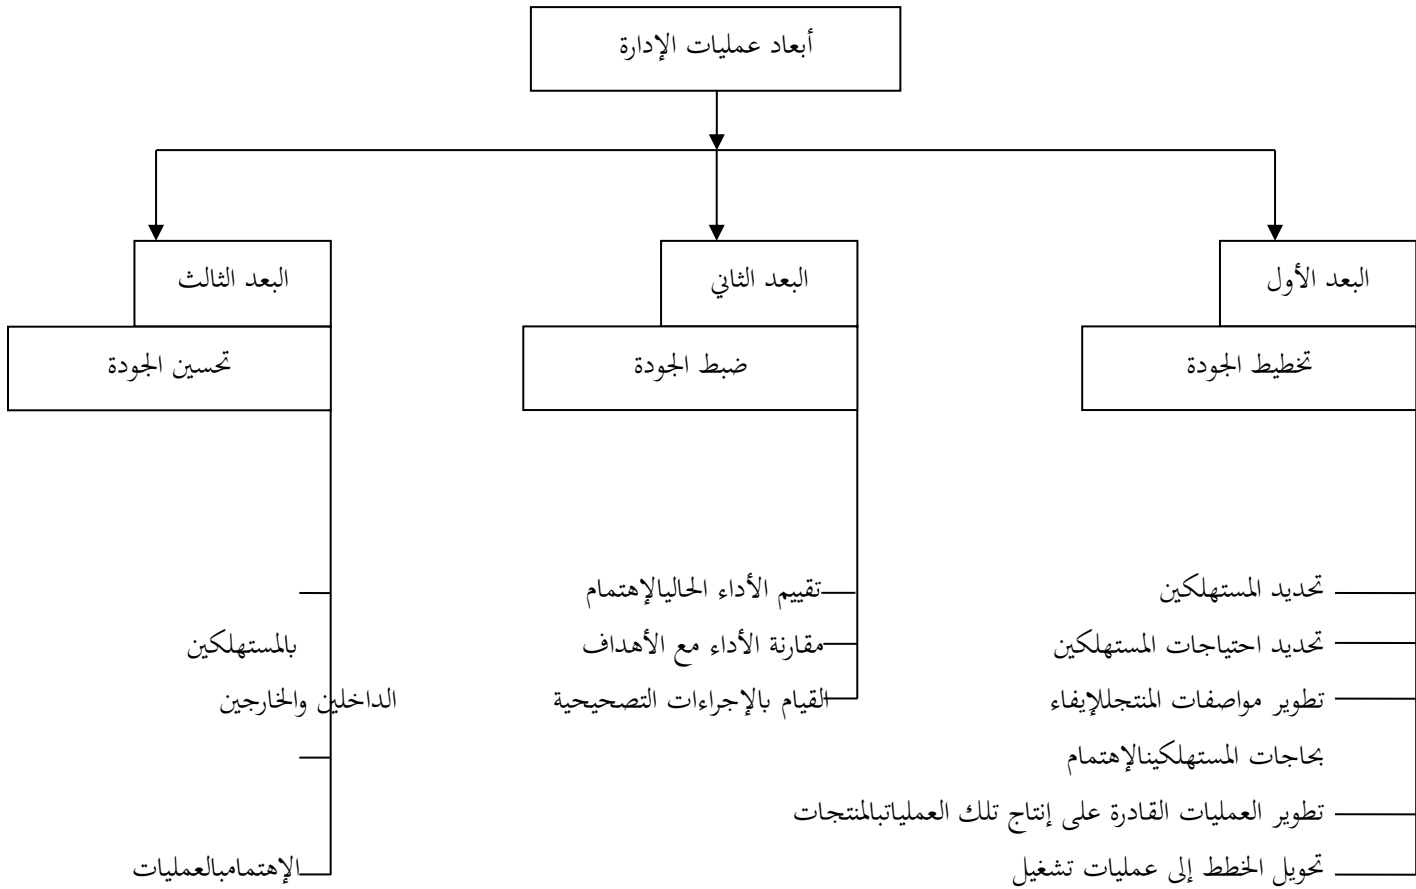 أبعاد عمليات الإدارة
البعد الأول
تخطيط الجودة
تحديد المستهلكين
تحديد احتياجات المستهلكين
تطوير مواصفات المنتجللإيفاء
بحاجات المستهلكينالإهتمام
تطوير العمليات القادرة على إنتاج تلك العملياتبالمنتجات
تحويل الخطط إلى عمليات تشغيل
البعد الثاني
ضبط الجودة
تقييم الأداء الحاليالإهتمام
مقارنة الأداء مع الأهداف
القيام بالإجراءات التصحيحية
البعد الثالث
تحسين الجودة
بالمستهلكين
الداخلين والخارجين
الإهتمامبالعمليات